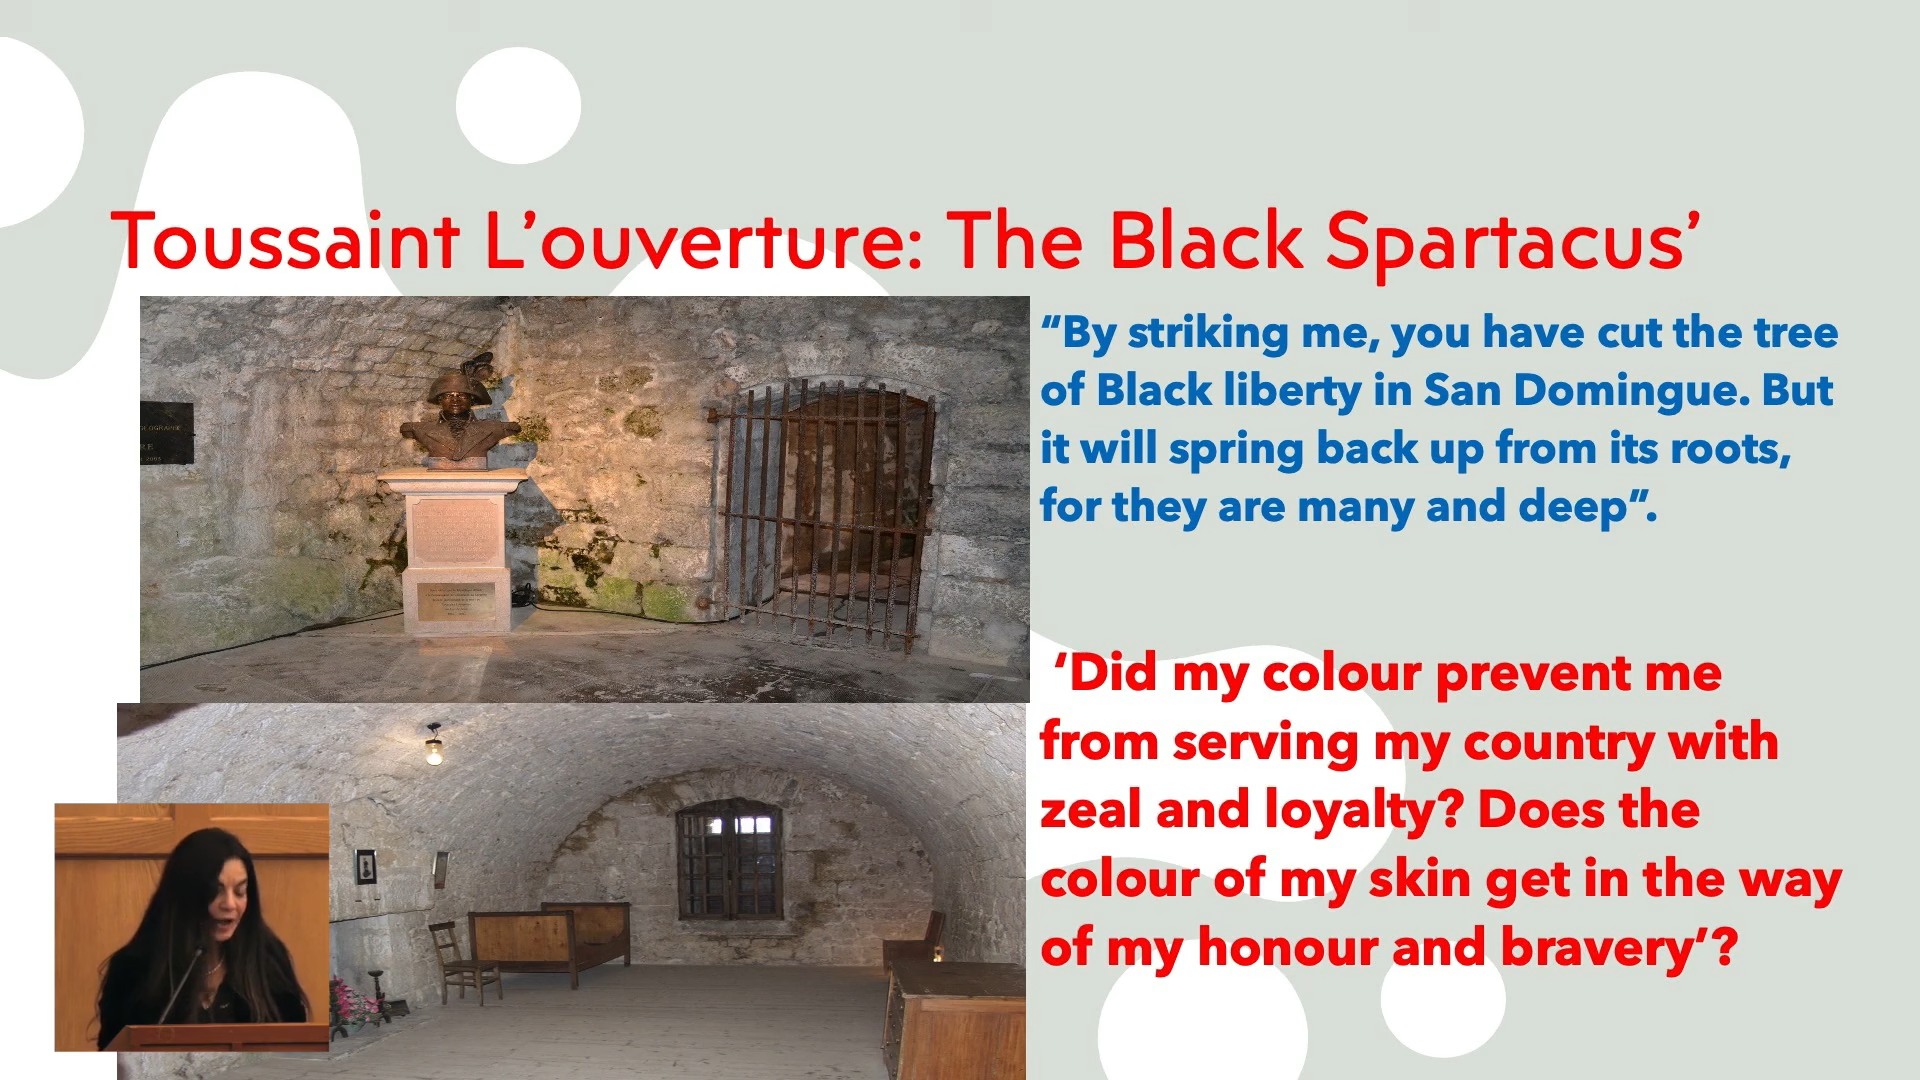 Toussaint L’ouverture: The Black Spartacus’
“By striking me, you have cut the tree
of Black liberty in San Domingue. But
it will spring back up from its roots,
for they are many and deep”.
‘Did my colour prevent me
from serving my country with
zeal and loyalty? Does the
colour of my skin get in the way
of my honour and bravery’?